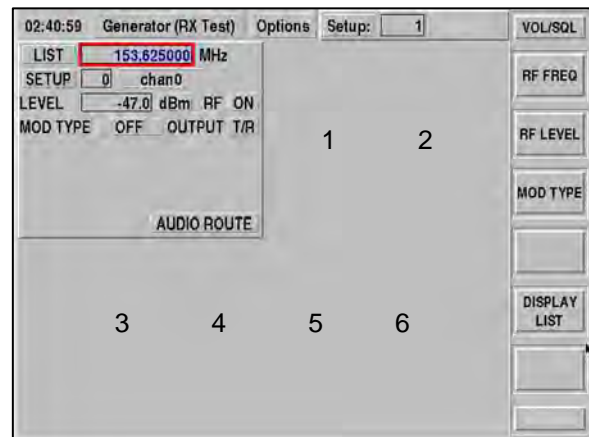 02:40:59 Generator (RX Test) Options Setup: 1
LIST 153.625000 MHz
SETUP 0 chan0
LEVEL -47.0 dBm RF ON
MOD TYPE OFF OUTPUT T/R
AUDIO ROUTE
1 2
3 4 5 6
VOL/SQL
RF FREQ
RF LEVEL
MOD TYPE
DISPLAY
LIST